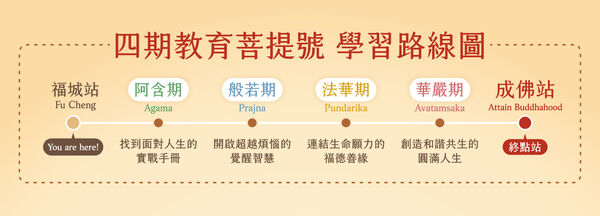 四期教育菩提號 學習路線圖
福城站
Fu Cheng
You are here!
阿含期
Agama
找到面對人生的
實戰手冊
般若期
Prajna
開啟超越煩惱的
覺醒智慧
法華期
Pundarika
連結生命願力的
福德善緣
華嚴期
Avatamsaka
創造和諧共生的
圓滿人生
成佛站
Attain Buddhahood
終點站